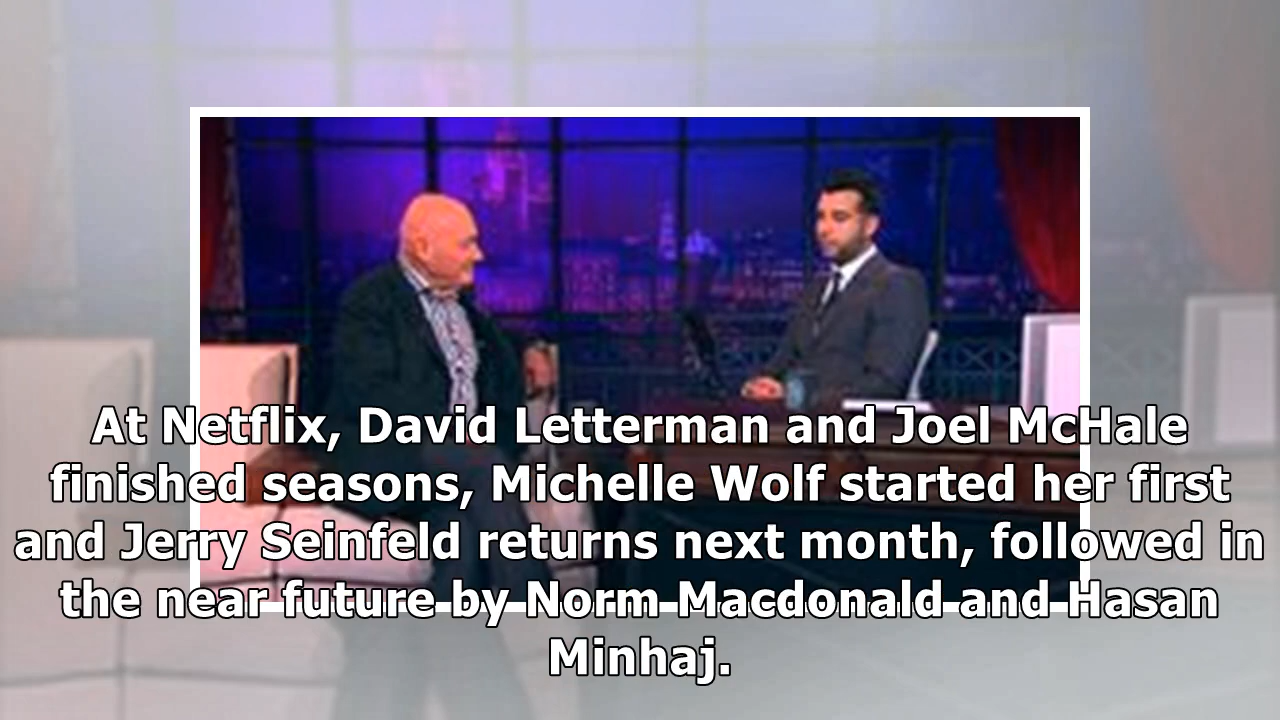 At Netflix, David Letterman and Joel McHale
finished seasons, Michelle Wolf started her first
and Jerry Seinfeld returns next month, followed in
the near future by Norm Macdonald and Hasan
Minhaj.